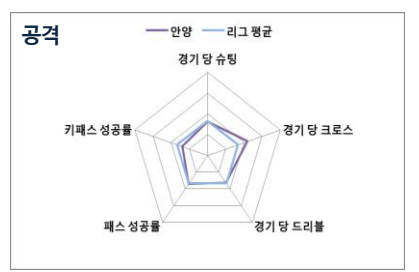 공격
안양 리그 평균
경기 당 슈팅
키패스 성공률 경기 당 크로스
패스 성공률 경기 당 드리블